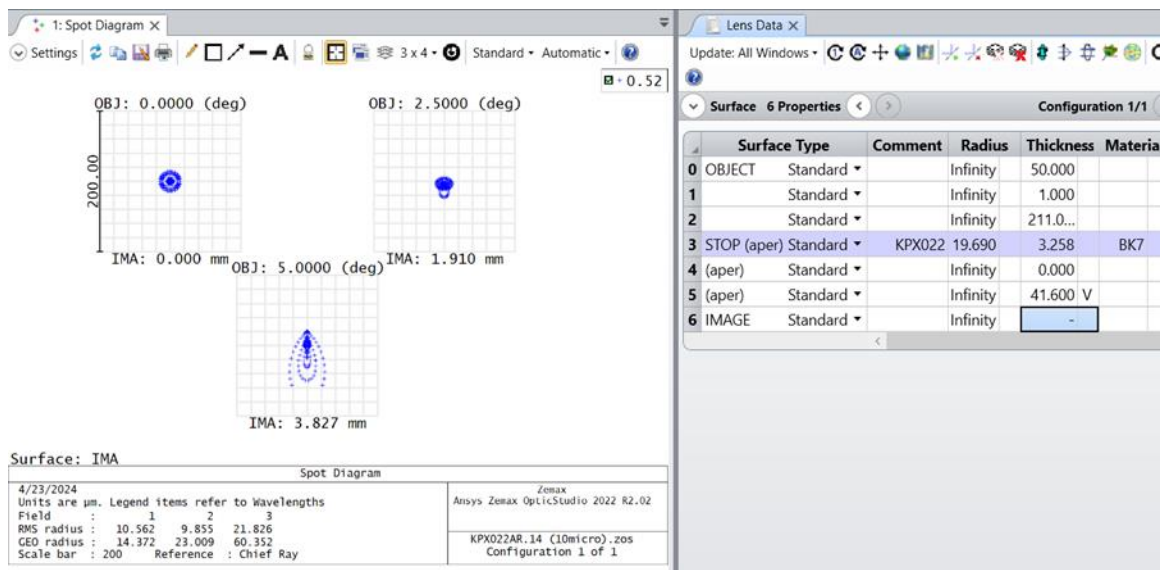 1: Spot Diagram X
Settings
3 x 4
Standard
Automatic
0.52
OBJ: 0.0000 (deg)
OBJ: 2.5000 (deg)
200.00
IMA: 0.000 mm
IMA: 1.910 mm
OBJ: 5.0000 (deg)
IMA: 3.827 mm
Surface: IMA
Spot Diagram
4/23/2024
Units are µm. Legend items refer to Wavelengths
Field : 1 2 3
RMS radius : 10.562 9.855 21.826
GEO radius : 14.372 23.009 60.352
Scale bar : 200 Reference : Chief Ray
Zemax
Ansys Zemax OpticStudio 2022 R2.02
KPX022AR.14 (10micro).zos
Configuration 1 of 1
Lens Data X
Update: All Windows
Surface 6 Properties < >
Configuration 1/1
Surface Type Comment Radius Thickness Materia
0 OBJECT Standard Infinity 50.000
1 Standard Infinity 1.000
2 Standard Infinity 211.0...
3 STOP (aper) Standard KPX022 19.690 3.258 BK7
4 (aper) Standard Infinity 0.000
5 (aper) Standard Infinity 41.600 V
6 IMAGE Standard Infinity -